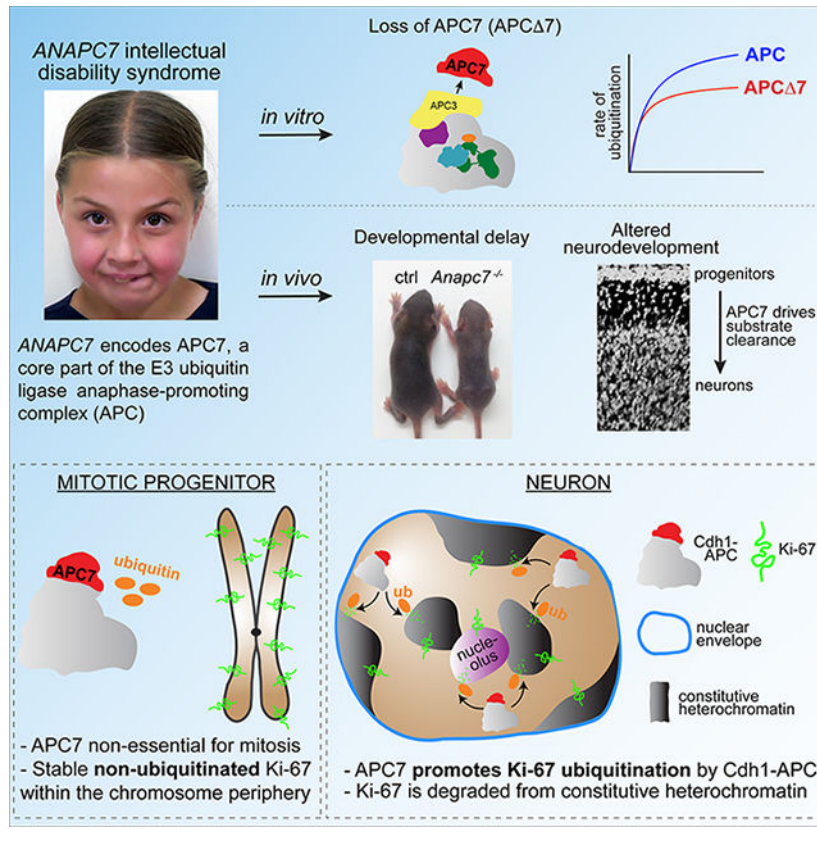 ANAPC7 intellectual
disability syndrome
ANAPC7 encodes APC7, a
core part of the E3 ubiquitin
ligase anaphase-promoting
complex (APC)
in vitro
Loss of APC7 (APCΔ7)
APC7
APC3
rate of
ubiquitination
APC
APCΔ7
in vivo
Developmental delay
ctrl Anapc7-/-
Altered
neurodevelopment
progenitors
APC7 drives
substrate
clearance
neurons
MITOTIC PROGENITOR
APC7
ubiquitin
- APC7 non-essential for mitosis
- Stable non-ubiquitinated Ki-67
within the chromosome periphery
NEURON
ub
ub
nucle-
olus
Cdh1-
APC
Ki-67
nuclear
envelope
constitutive
heterochromatin
- APC7 promotes Ki-67 ubiquitination by Cdh1-APC
- Ki-67 is degraded from constitutive heterochromatin